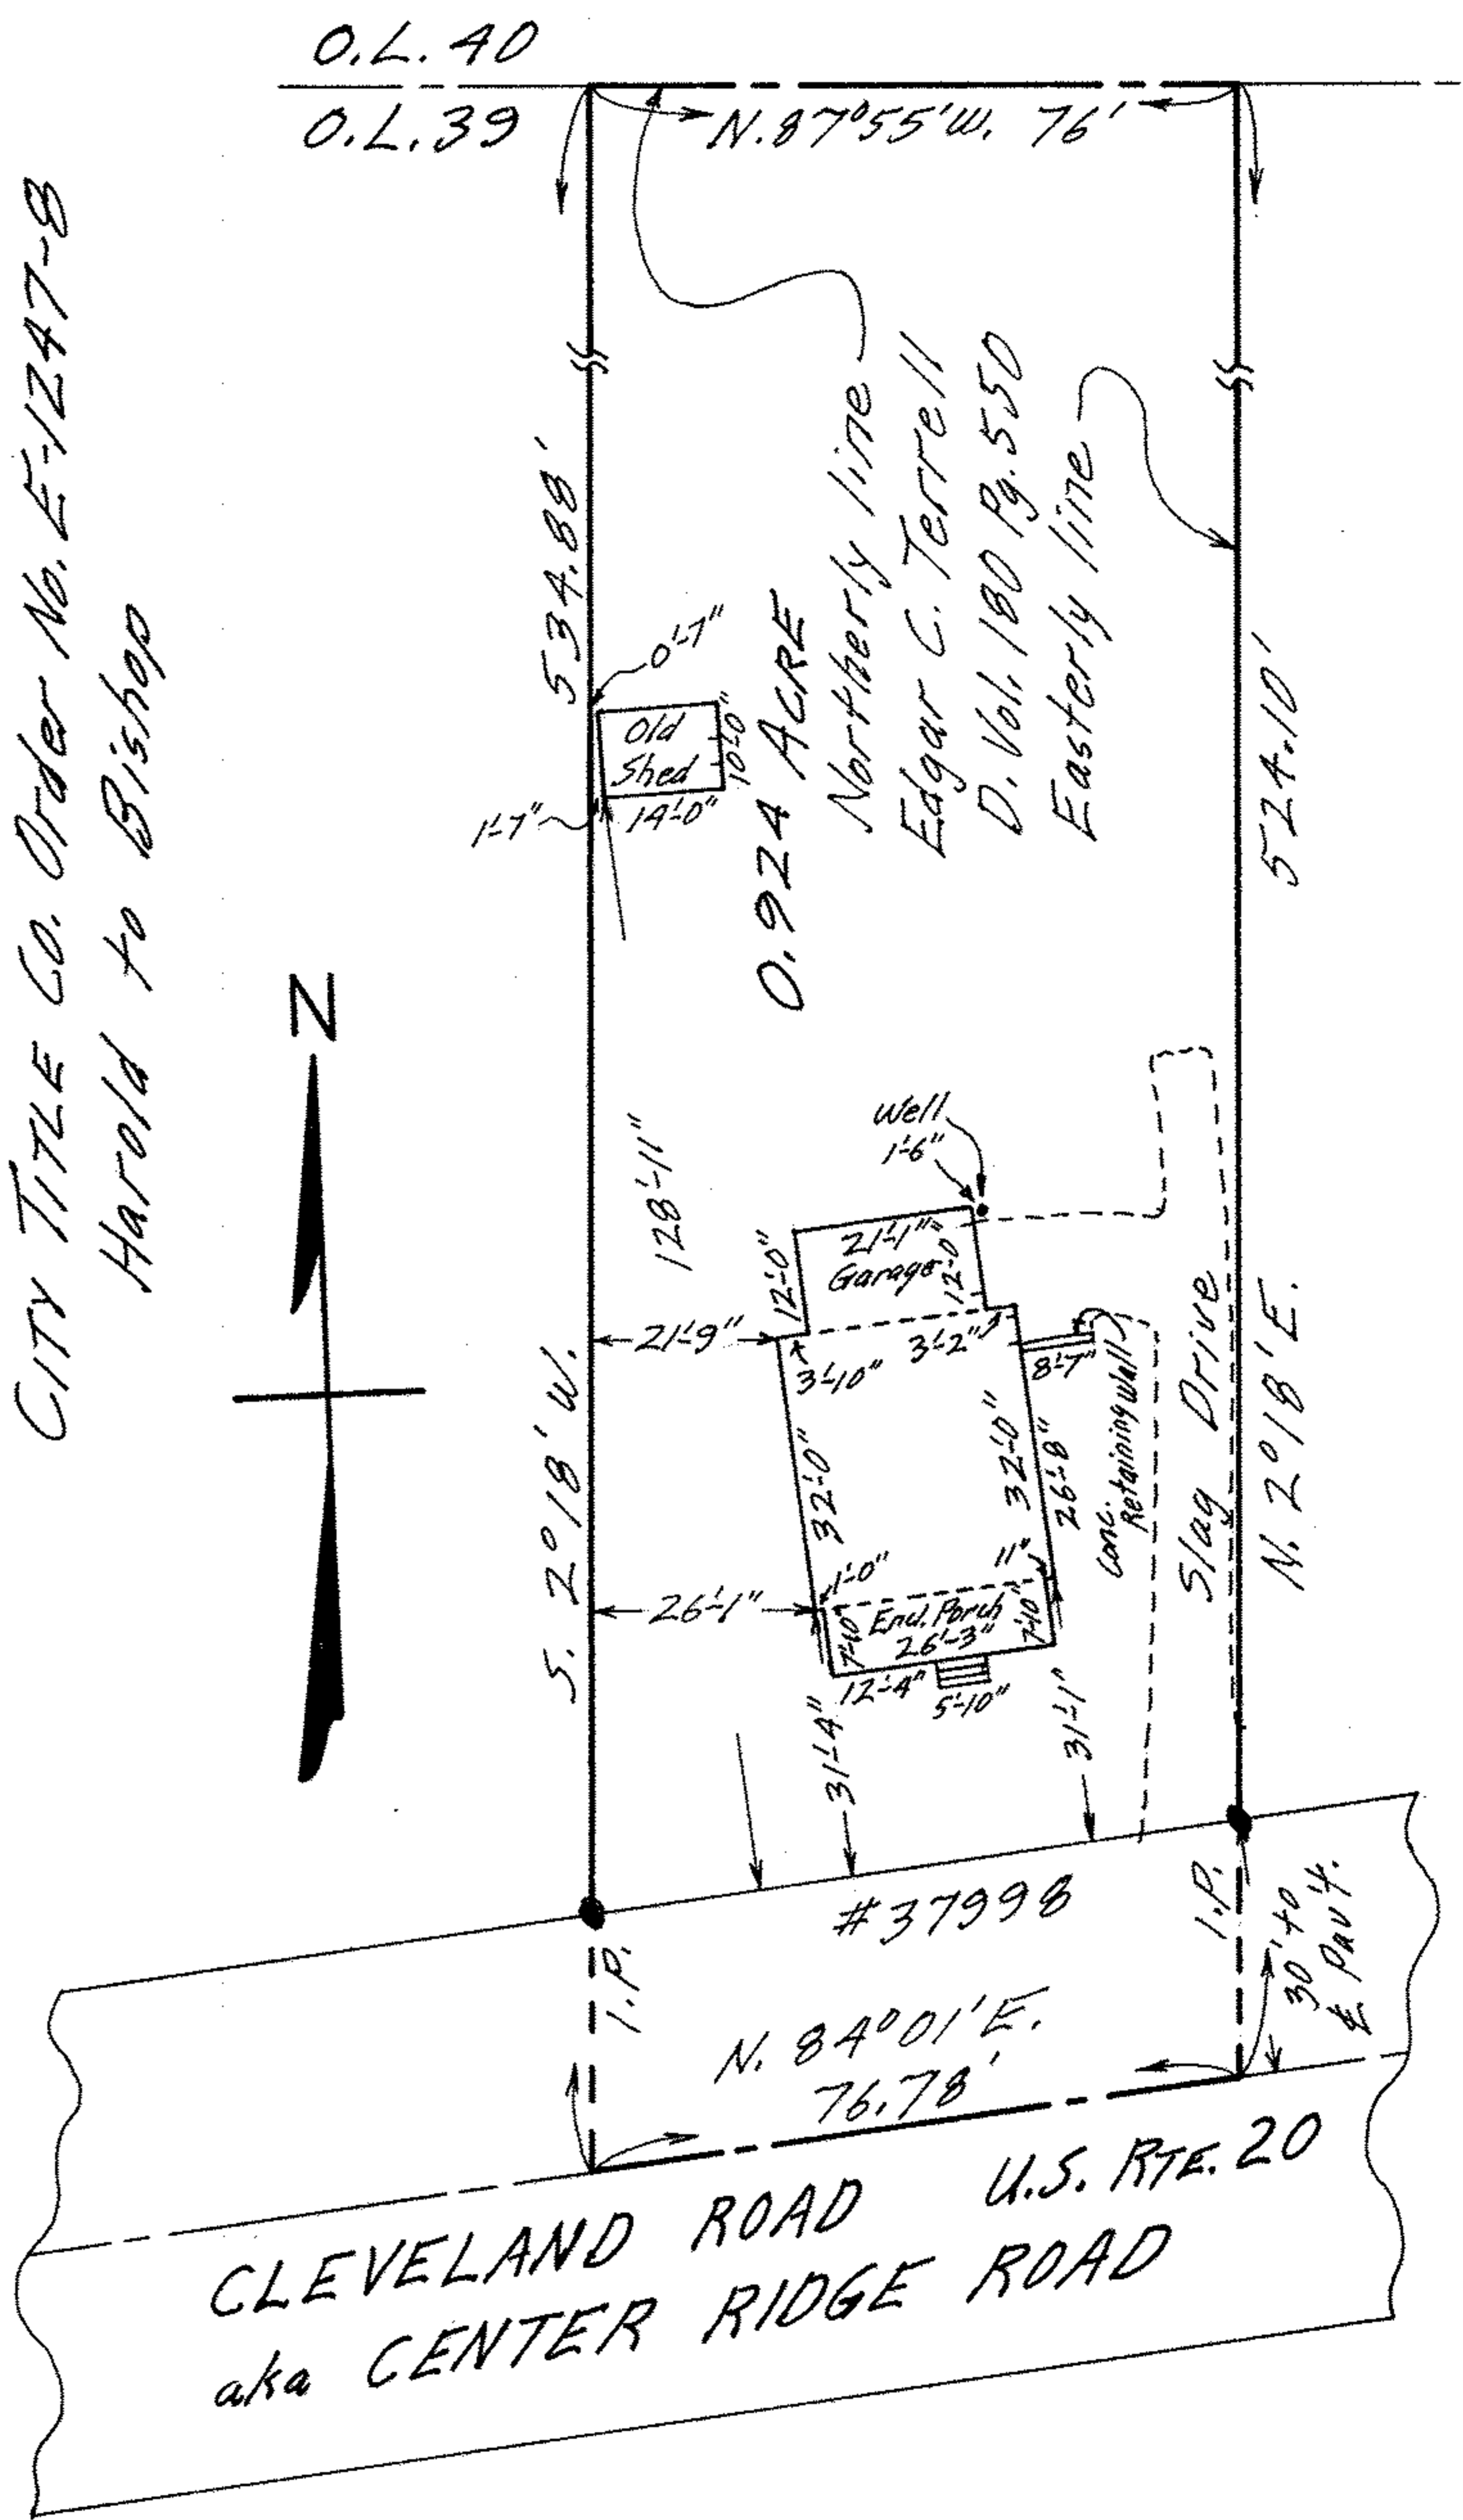 CITY TITLE Co. Order No. E-1247-8
Harold to Bishop
O.L. 40
O.L. 39
N. 87°55' W. 76'
N
534.88'
S. 2°18' W.
0'-7"
Old
Shed
10'-0"
14'-0"
1'-7"
0.924 ACRE
Northerly line
Edgar C. Terrell
D. Vol. 180 Pg. 550
Easterly line
524.10'
N. 2°18' E.
128'-11"
Well
1'-6"
21'-1"
Garage
12'-0"
12'-0"
21'-9"
3'-10"
3'-2"
8'-7"
32'-0"
32'-0"
26'-8"
Conc.
Retaining Wall
Slag Drive
26'-1"
1'-0"
11"
Encl. Porch
26'-3"
7'-10"
7'-10"
12'-4"
5'-10"
31'-4"
31'-1"
#37998
I.P.
I.P.
30' to
℄ Pav't.
N. 84°01' E.
76.78'
CLEVELAND ROAD U.S. RTE. 20
aka CENTER RIDGE ROAD